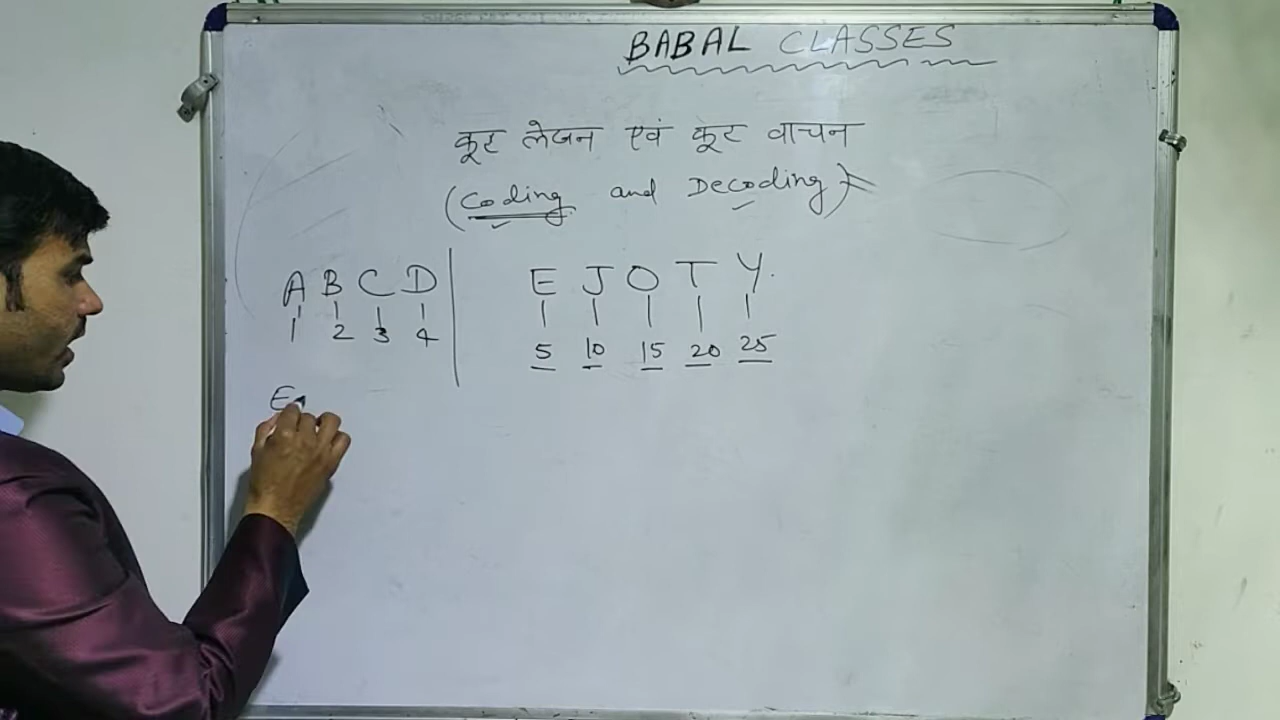 BABAL CLASSES
कूट लेखन एवं कूट वाचन
(Coding and Decoding)
A B C D
1 2 3 4
E J O T Y.
5 10 15 20 25
E